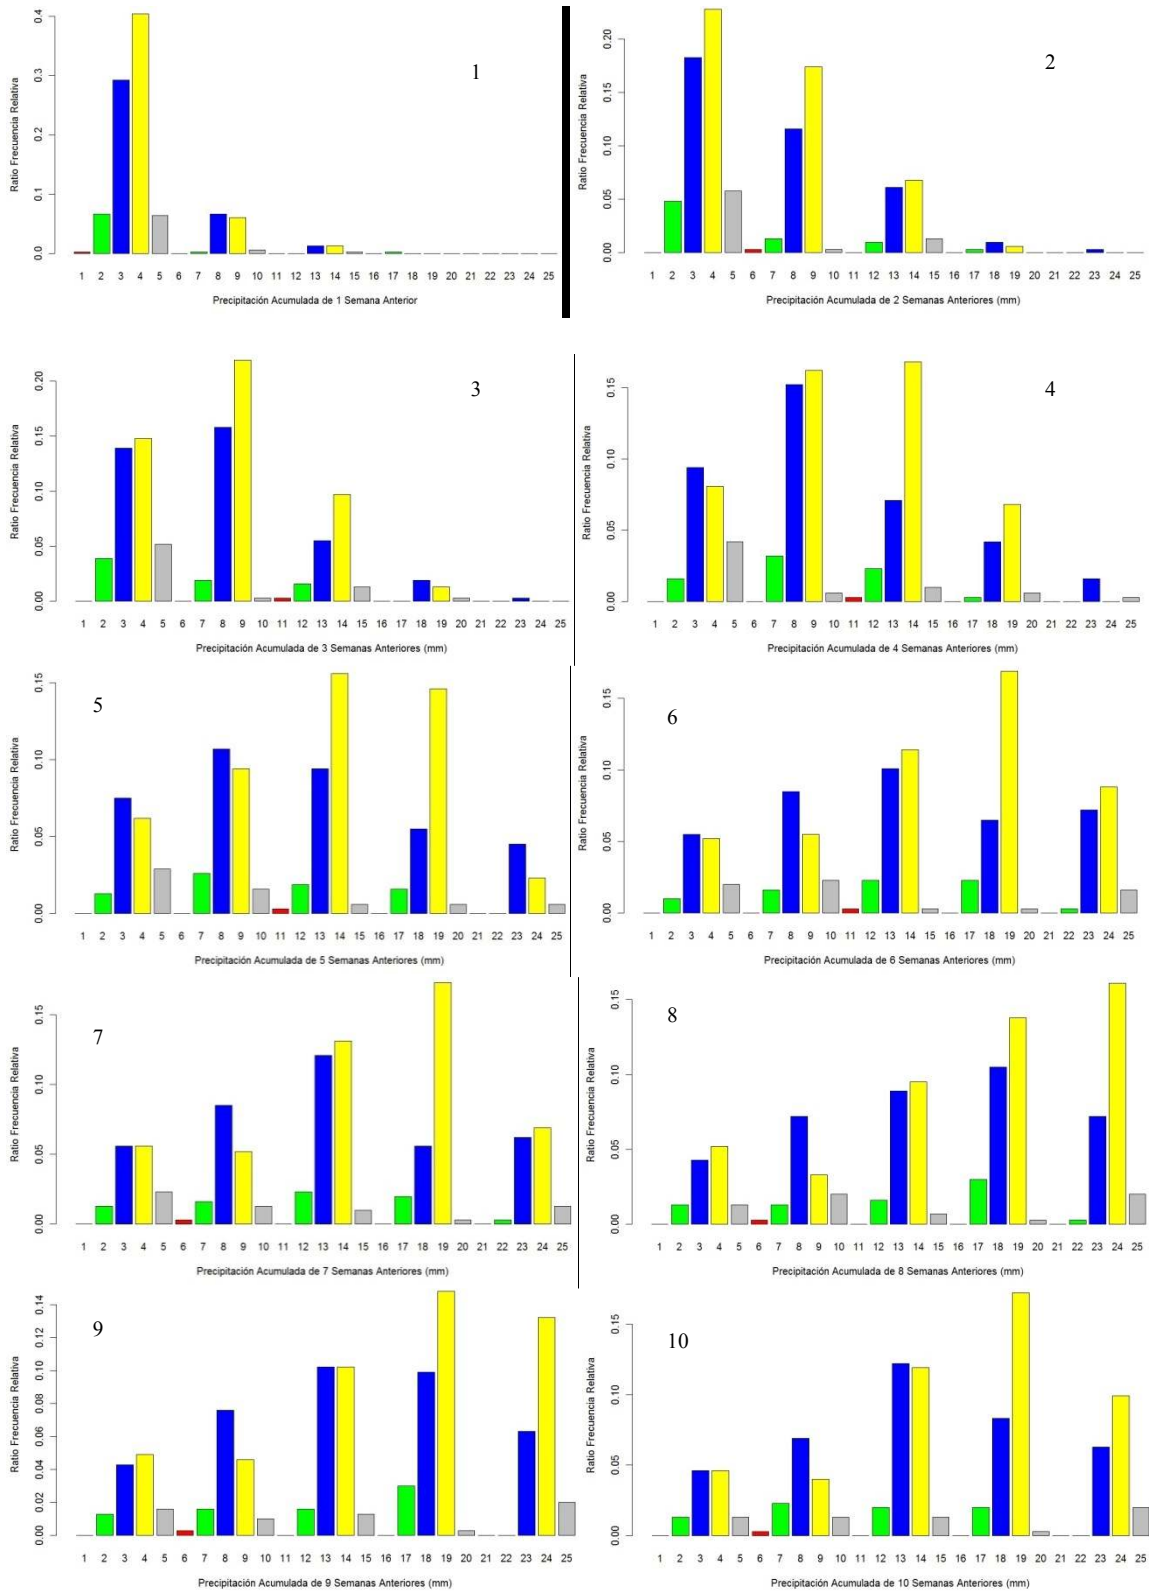 0.4
0.3
0.2
0.1
0.0
Ratio Frecuencia Relativa
1
1 2 3 4 5 6 7 8 9 10 11 12 13 14 15 16 17 18 19 20 21 22 23 24 25
Precipitación Acumulada de 1 Semana Anterior
0.20
0.15
0.10
0.05
0.00
Ratio Frecuencia Relativa
2
1 2 3 4 5 6 7 8 9 10 11 12 13 14 15 16 17 18 19 20 21 22 23 24 25
Precipitación Acumulada de 2 Semanas Anteriores (mm)
0.20
0.15
0.10
0.05
0.00
Ratio Frecuencia Relativa
3
1 2 3 4 5 6 7 8 9 10 11 12 13 14 15 16 17 18 19 20 21 22 23 24 25
Precipitación Acumulada de 3 Semanas Anteriores (mm)
0.15
0.10
0.05
0.00
Ratio Frecuencia Relativa
4
1 2 3 4 5 6 7 8 9 10 11 12 13 14 15 16 17 18 19 20 21 22 23 24 25
Precipitación Acumulada de 4 Semanas Anteriores (mm)
0.15
0.10
0.05
0.00
Ratio Frecuencia Relativa
5
1 2 3 4 5 6 7 8 9 10 11 12 13 14 15 16 17 18 19 20 21 22 23 24 25
Precipitación Acumulada de 5 Semanas Anteriores (mm)
0.15
0.10
0.05
0.00
Ratio Frecuencia Relativa
6
1 2 3 4 5 6 7 8 9 10 11 12 13 14 15 16 17 18 19 20 21 22 23 24 25
Precipitación Acumulada de 6 Semanas Anteriores (mm)
0.15
0.10
0.05
0.00
Ratio Frecuencia Relativa
7
1 2 3 4 5 6 7 8 9 10 11 12 13 14 15 16 17 18 19 20 21 22 23 24 25
Precipitación Acumulada de 7 Semanas Anteriores (mm)
0.15
0.10
0.05
0.00
Ratio Frecuencia Relativa
8
1 2 3 4 5 6 7 8 9 10 11 12 13 14 15 16 17 18 19 20 21 22 23 24 25
Precipitación Acumulada de 8 Semanas Anteriores (mm)
0.14
0.10
0.08
0.06
0.04
0.02
0.00
Ratio Frecuencia Relativa
9
1 2 3 4 5 6 7 8 9 10 11 12 13 14 15 16 17 18 19 20 21 22 23 24 25
Precipitación Acumulada de 9 Semanas Anteriores (mm)
0.15
0.10
0.05
0.00
Ratio Frecuencia Relativa
10
1 2 3 4 5 6 7 8 9 10 11 12 13 14 15 16 17 18 19 20 21 22 23 24 25
Precipitación Acumulada de 10 Semanas Anteriores (mm)